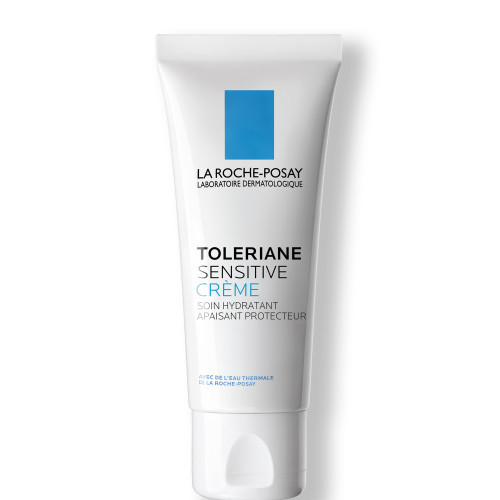 LA ROCHE-POSAY
LABORATOIRE DERMATOLOGIQUE
TOLERIANE
SENSITIVE
CRÈME
SOIN HYDRATANT
APAISANT PROTECTEUR
AVEC DE L'EAU THERMALE
DE LA ROCHE-POSAY